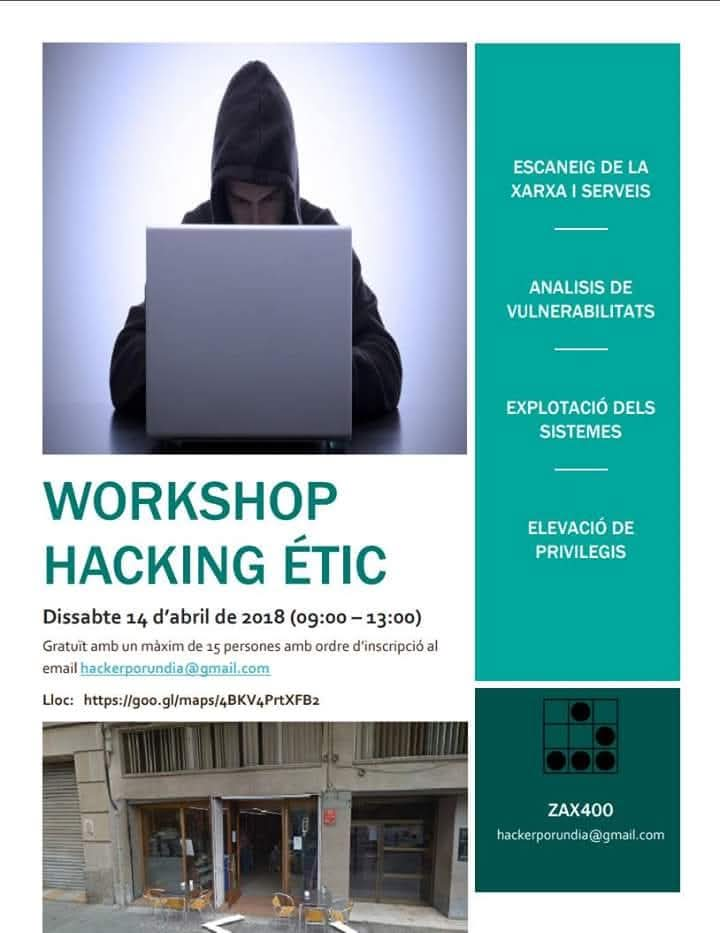 ESCANEIG DE LA
XARXA I SERVEIS
ANALISIS DE
VULNERABILITATS
EXPLOTACIÓ DELS
SISTEMES
ELEVACIÓ DE
PRIVILEGIS
WORKSHOP
HACKING ÉTIC
Dissabte 14 d'abril de 2018 (09:00 – 13:00)
Gratuït amb un màxim de 15 persones amb ordre d'inscripció al
email hackerporundia@gmail.com
Lloc: https://goo.gl/maps/4BKV4PrtXFB2
ZAX400
hackerporundia@gmail.com